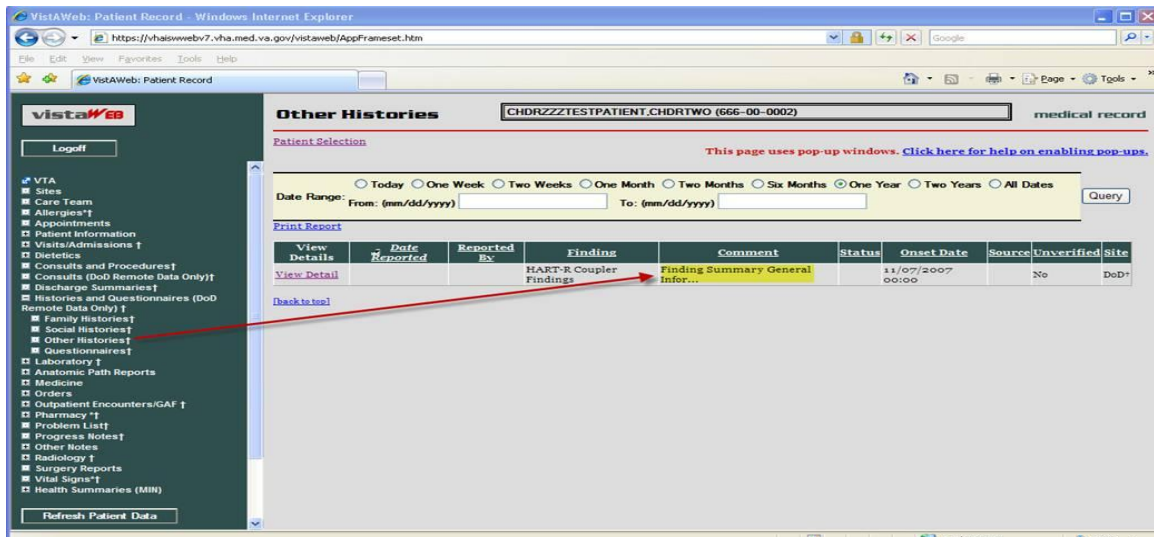 VistAWeb: Patient Record - Windows Internet Explorer
https://vhaiswwebv7.vha.med.va.gov/vistaweb/AppFrameset.htm
Google
File Edit View Favorites Tools Help
VistAWeb: Patient Record
Page Tools
vistaWEB
Other Histories
CHDRZZZTESTPATIENT,CHDRTWO (666-00-0002)
medical record
Logoff
Patient Selection
This page uses pop-up windows. Click here for help on enabling pop-ups.
VTA
Sites
Care Team
Allergies*†
Appointments
Patient Information
Visits/Admissions †
Dietetics
Consults and Procedures†
Consults (DoD Remote Data Only)†
Discharge Summaries†
Histories and Questionnaires (DoD
Remote Data Only) †
Family Histories†
Social Histories†
Other Histories†
Questionnaires†
Laboratory †
Anatomic Path Reports
Medicine
Orders
Outpatient Encounters/GAF †
Pharmacy *†
Problem List†
Progress Notes†
Other Notes
Radiology †
Surgery Reports
Vital Signs*†
Health Summaries (MIN)
Refresh Patient Data
Date Range: Today One Week Two Weeks One Month Two Months Six Months One Year Two Years All Dates
From: (mm/dd/yyyy) To: (mm/dd/yyyy)
Query
Print Report
View Details Date Reported Reported By Finding Comment Status Onset Date Source Unverified Site
View Detail HART-R Coupler Findings Finding Summary General Infor... 11/07/2007 00:00 No DoD†
[back to top]